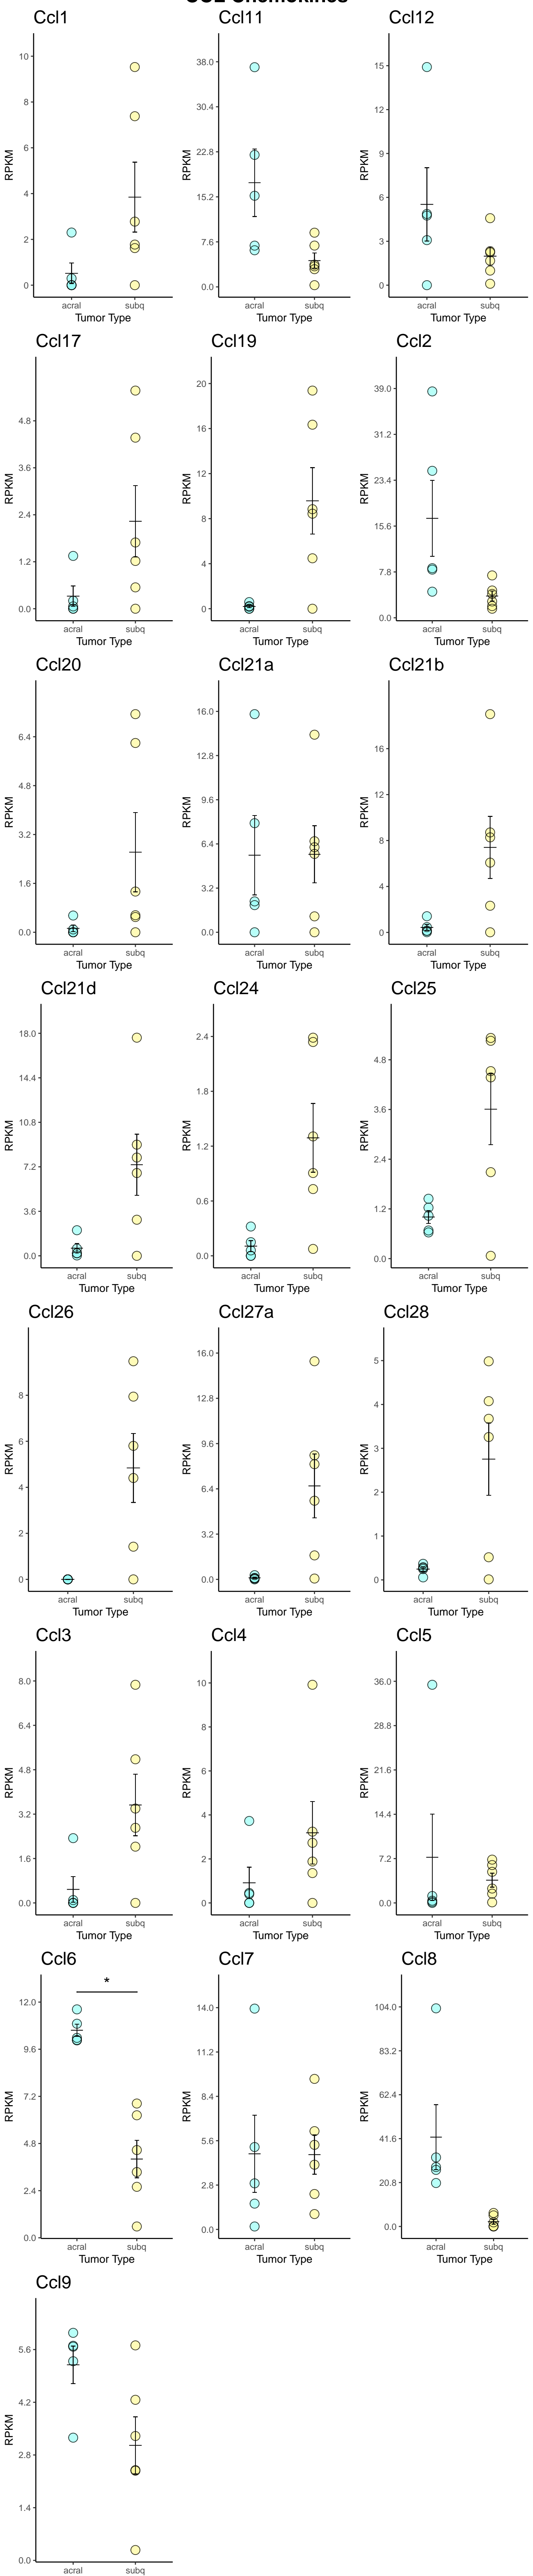 CCL Chemokines
Ccl1
Ccl11
Ccl12
RPKM
10
8
6
4
2
0
acral
subq
Tumor Type
RPKM
38.0
30.4
22.8
15.2
7.6
0.0
acral
subq
Tumor Type
RPKM
15
12
9
6
3
0
acral
subq
Tumor Type
Ccl17
Ccl19
Ccl2
RPKM
4.8
3.6
2.4
1.2
0.0
acral
subq
Tumor Type
RPKM
20
16
12
8
4
0
acral
subq
Tumor Type
RPKM
39.0
31.2
23.4
15.6
7.8
0.0
acral
subq
Tumor Type
Ccl20
Ccl21a
Ccl21b
RPKM
6.4
4.8
3.2
1.6
0.0
acral
subq
Tumor Type
RPKM
16.0
12.8
9.6
6.4
3.2
0.0
acral
subq
Tumor Type
RPKM
16
12
8
4
0
acral
subq
Tumor Type
Ccl21d
Ccl24
Ccl25
RPKM
18.0
14.4
10.8
7.2
3.6
0.0
acral
subq
Tumor Type
RPKM
2.4
1.8
1.2
0.6
0.0
acral
subq
Tumor Type
RPKM
4.8
3.6
2.4
1.2
0.0
acral
subq
Tumor Type
Ccl26
Ccl27a
Ccl28
RPKM
8
6
4
2
0
acral
subq
Tumor Type
RPKM
16.0
12.8
9.6
6.4
3.2
0.0
acral
subq
Tumor Type
RPKM
5
4
3
2
1
0
acral
subq
Tumor Type
Ccl3
Ccl4
Ccl5
RPKM
8.0
6.4
4.8
3.2
1.6
0.0
acral
subq
Tumor Type
RPKM
10
8
6
4
2
0
acral
subq
Tumor Type
RPKM
36.0
28.8
21.6
14.4
7.2
0.0
acral
subq
Tumor Type
Ccl6
Ccl7
Ccl8
RPKM
12.0
9.6
7.2
4.8
2.4
0.0
*
acral
subq
Tumor Type
RPKM
14.0
11.2
8.4
5.6
2.8
0.0
acral
subq
Tumor Type
RPKM
104.0
83.2
62.4
41.6
20.8
0.0
acral
subq
Tumor Type
Ccl9
RPKM
5.6
4.2
2.8
1.4
0.0
acral
subq